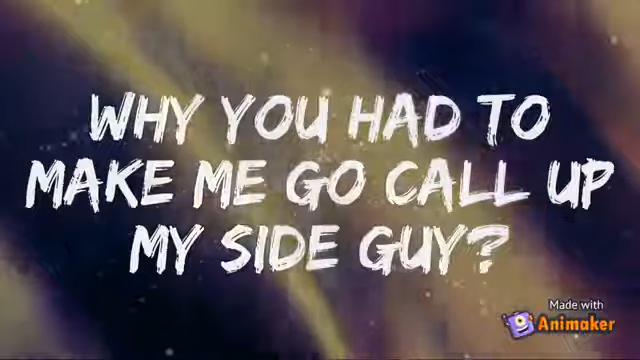 WHY YOU HAD TO
MAKE ME GO CALL UP
MY SIDE GUY?
Made with
Animaker